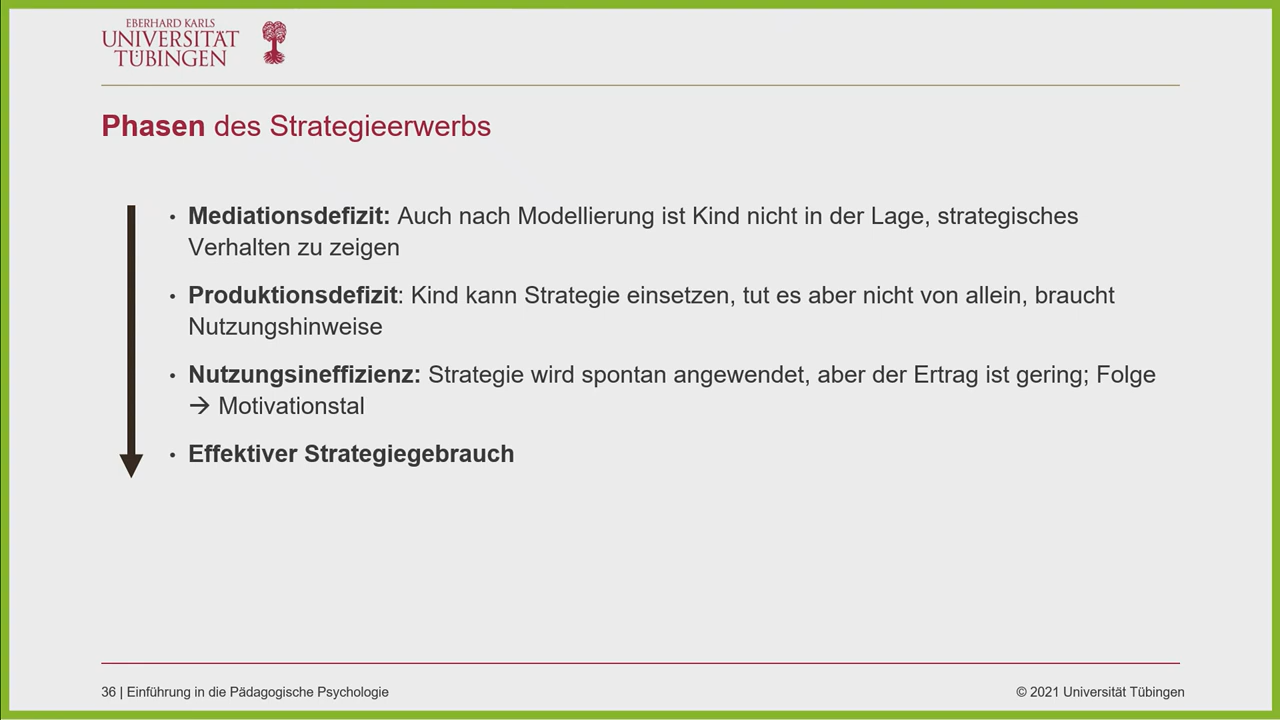 EBERHARD KARLS
UNIVERSITÄT
TÜBINGEN
Phasen des Strategieerwerbs
• Mediationsdefizit: Auch nach Modellierung ist Kind nicht in der Lage, strategisches
Verhalten zu zeigen
• Produktionsdefizit: Kind kann Strategie einsetzen, tut es aber nicht von allein, braucht
Nutzungshinweise
• Nutzungsineffizienz: Strategie wird spontan angewendet, aber der Ertrag ist gering; Folge
→ Motivationstal
• Effektiver Strategiegebrauch
36 | Einführung in die Pädagogische Psychologie
© 2021 Universität Tübingen